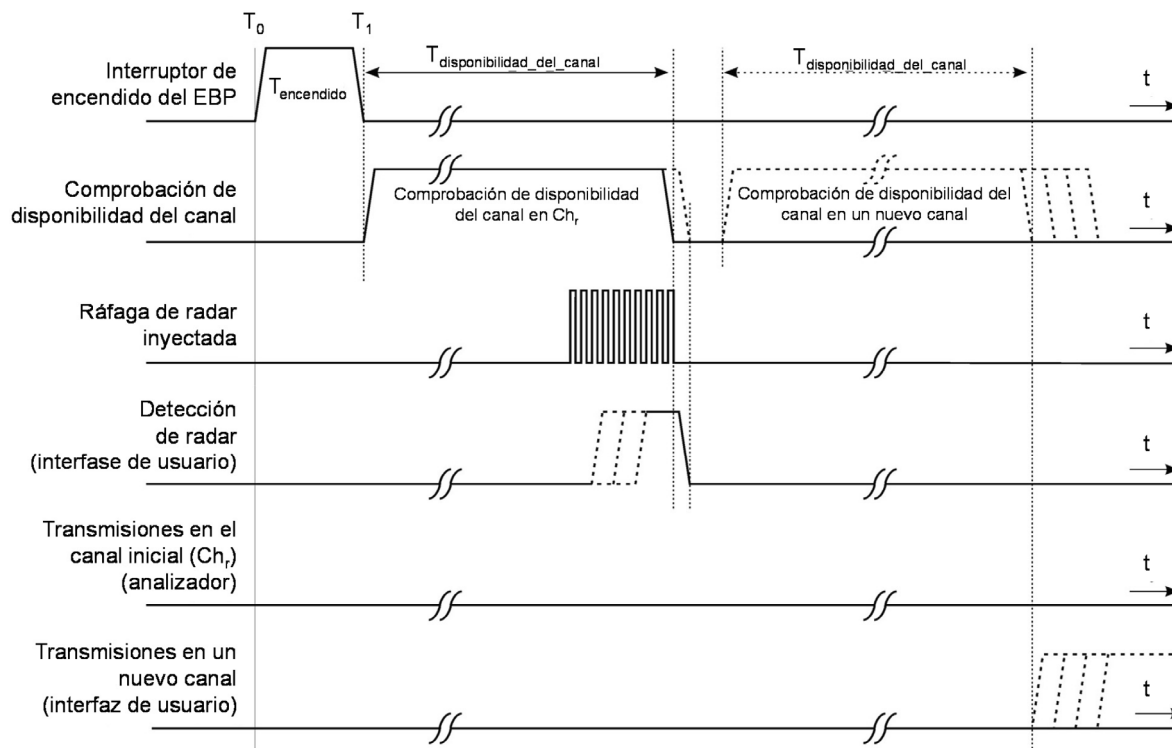 T0
T1
Interruptor de
encendido del EBP
Tencendido
Tdisponibilidad_del_canal
Tdisponibilidad_del_canal
t
Comprobación de
disponibilidad del canal
Comprobación de disponibilidad
del canal en Chr
Comprobación de disponibilidad del
canal en un nuevo canal
t
Ráfaga de radar
inyectada
t
Detección
de radar
(interfase de usuario)
t
Transmisiones en el
canal inicial (Chr)
(analizador)
t
Transmisiones en un
nuevo canal
(interfaz de usuario)
t